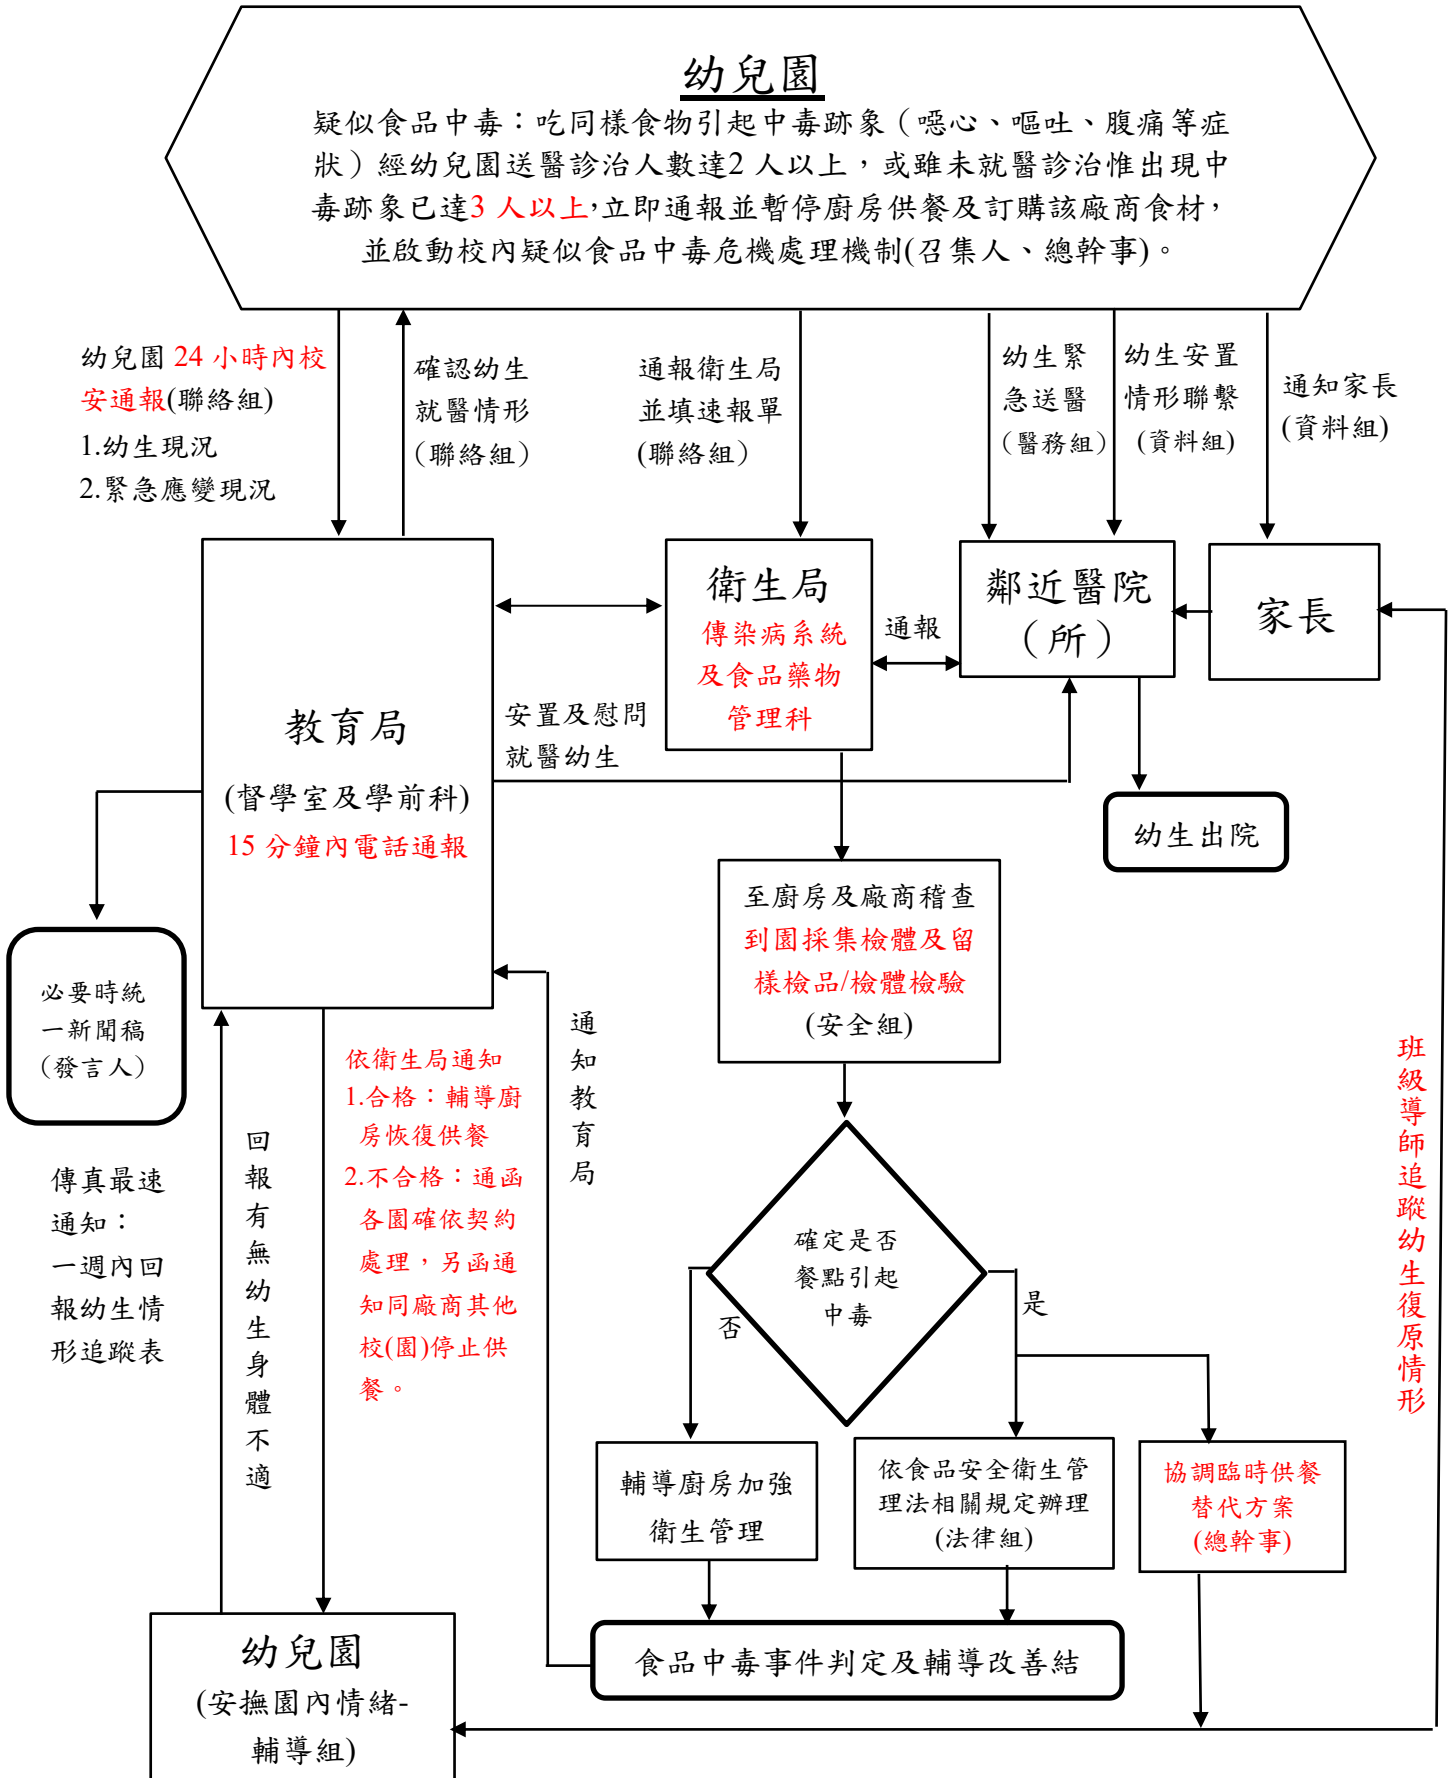 幼兒園
疑似食品中毒：吃同樣食物引起中毒跡象（噁心、嘔吐、腹痛等症
狀）經幼兒園送醫診治人數達2 人以上，或雖未就醫診治惟出現中
毒跡象已達3 人以上,立即通報並暫停廚房供餐及訂購該廠商食材，
並啟動校內疑似食品中毒危機處理機制(召集人、總幹事)。
幼兒園 24 小時內校
安通報(聯絡組)
1.幼生現況
2.緊急應變現況
確認幼生
就醫情形
（聯絡組）
通報衛生局
並填速報單
(聯絡組）
幼生緊
急送醫
（醫務組）
幼生安置
情形聯繫
(資料組)
通知家長
(資料組)
教育局
(督學室及學前科)
15 分鐘內電話通報
衛生局
傳染病系統
及食品藥物
管理科
通報
鄰近醫院
（所）
家長
安置及慰問
就醫幼生
幼生出院
必要時統
一新聞稿
（發言人）
至廚房及廠商稽查
到園採集檢體及留
樣檢品/檢體檢驗
(安全組)
傳真最速
通知：
一週內回
報幼生情
形追蹤表
回報有無幼生身體不適
依衛生局通知
1.合格：輔導廚
房恢復供餐
2.不合格：通函
各園確依契約
處理，另函通
知同廠商其他
校(園)停止供
餐。
通知教育局
確定是否
餐點引起
中毒
否
是
班級導師追蹤幼生復原情形
輔導廚房加強
衛生管理
依食品安全衛生管
理法相關規定辦理
(法律組)
協調臨時供餐
替代方案
(總幹事)
食品中毒事件判定及輔導改善結
幼兒園
(安撫園內情緒-
輔導組)